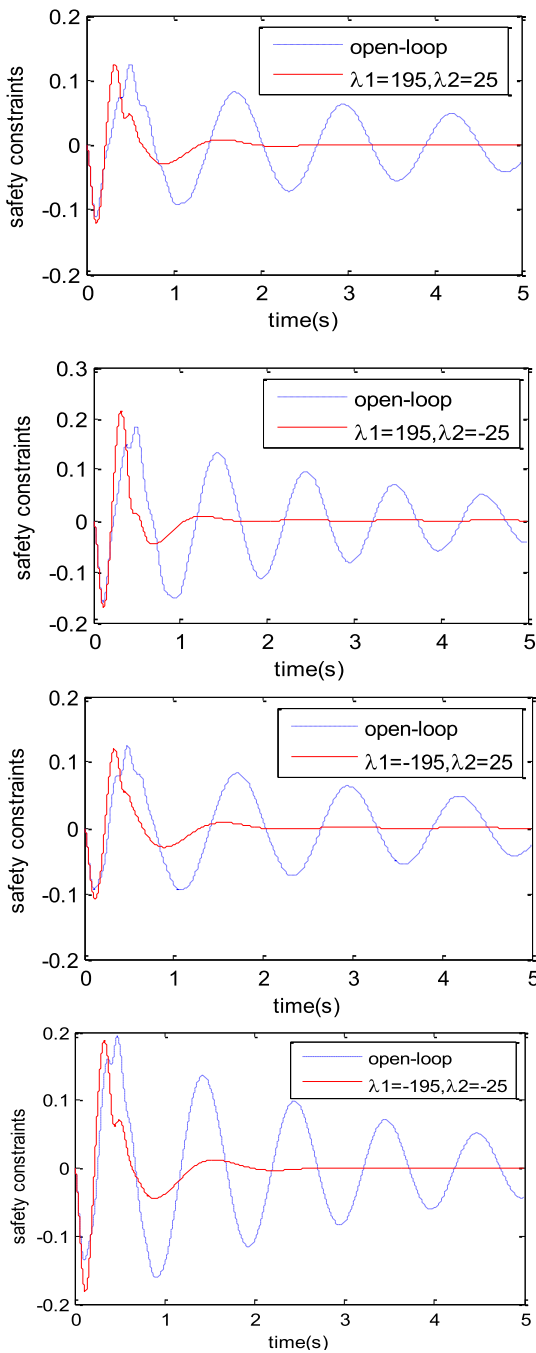 0.2
0.1
0
-0.1
-0.2
safety constraints
open-loop
λ1=195,λ2=25
0 1 2 3 4 5
time(s)
0.3
0.2
0.1
0
-0.1
-0.2
safety constraints
open-loop
λ1=195,λ2=-25
0 1 2 3 4 5
time(s)
0.2
0.1
0
-0.1
-0.2
safety constraints
open-loop
λ1=-195,λ2=25
0 1 2 3 4 5
time(s)
0.2
0.1
0
-0.1
-0.2
safety constraints
open-loop
λ1=-195,λ2=-25
0 1 2 3 4 5
time(s)